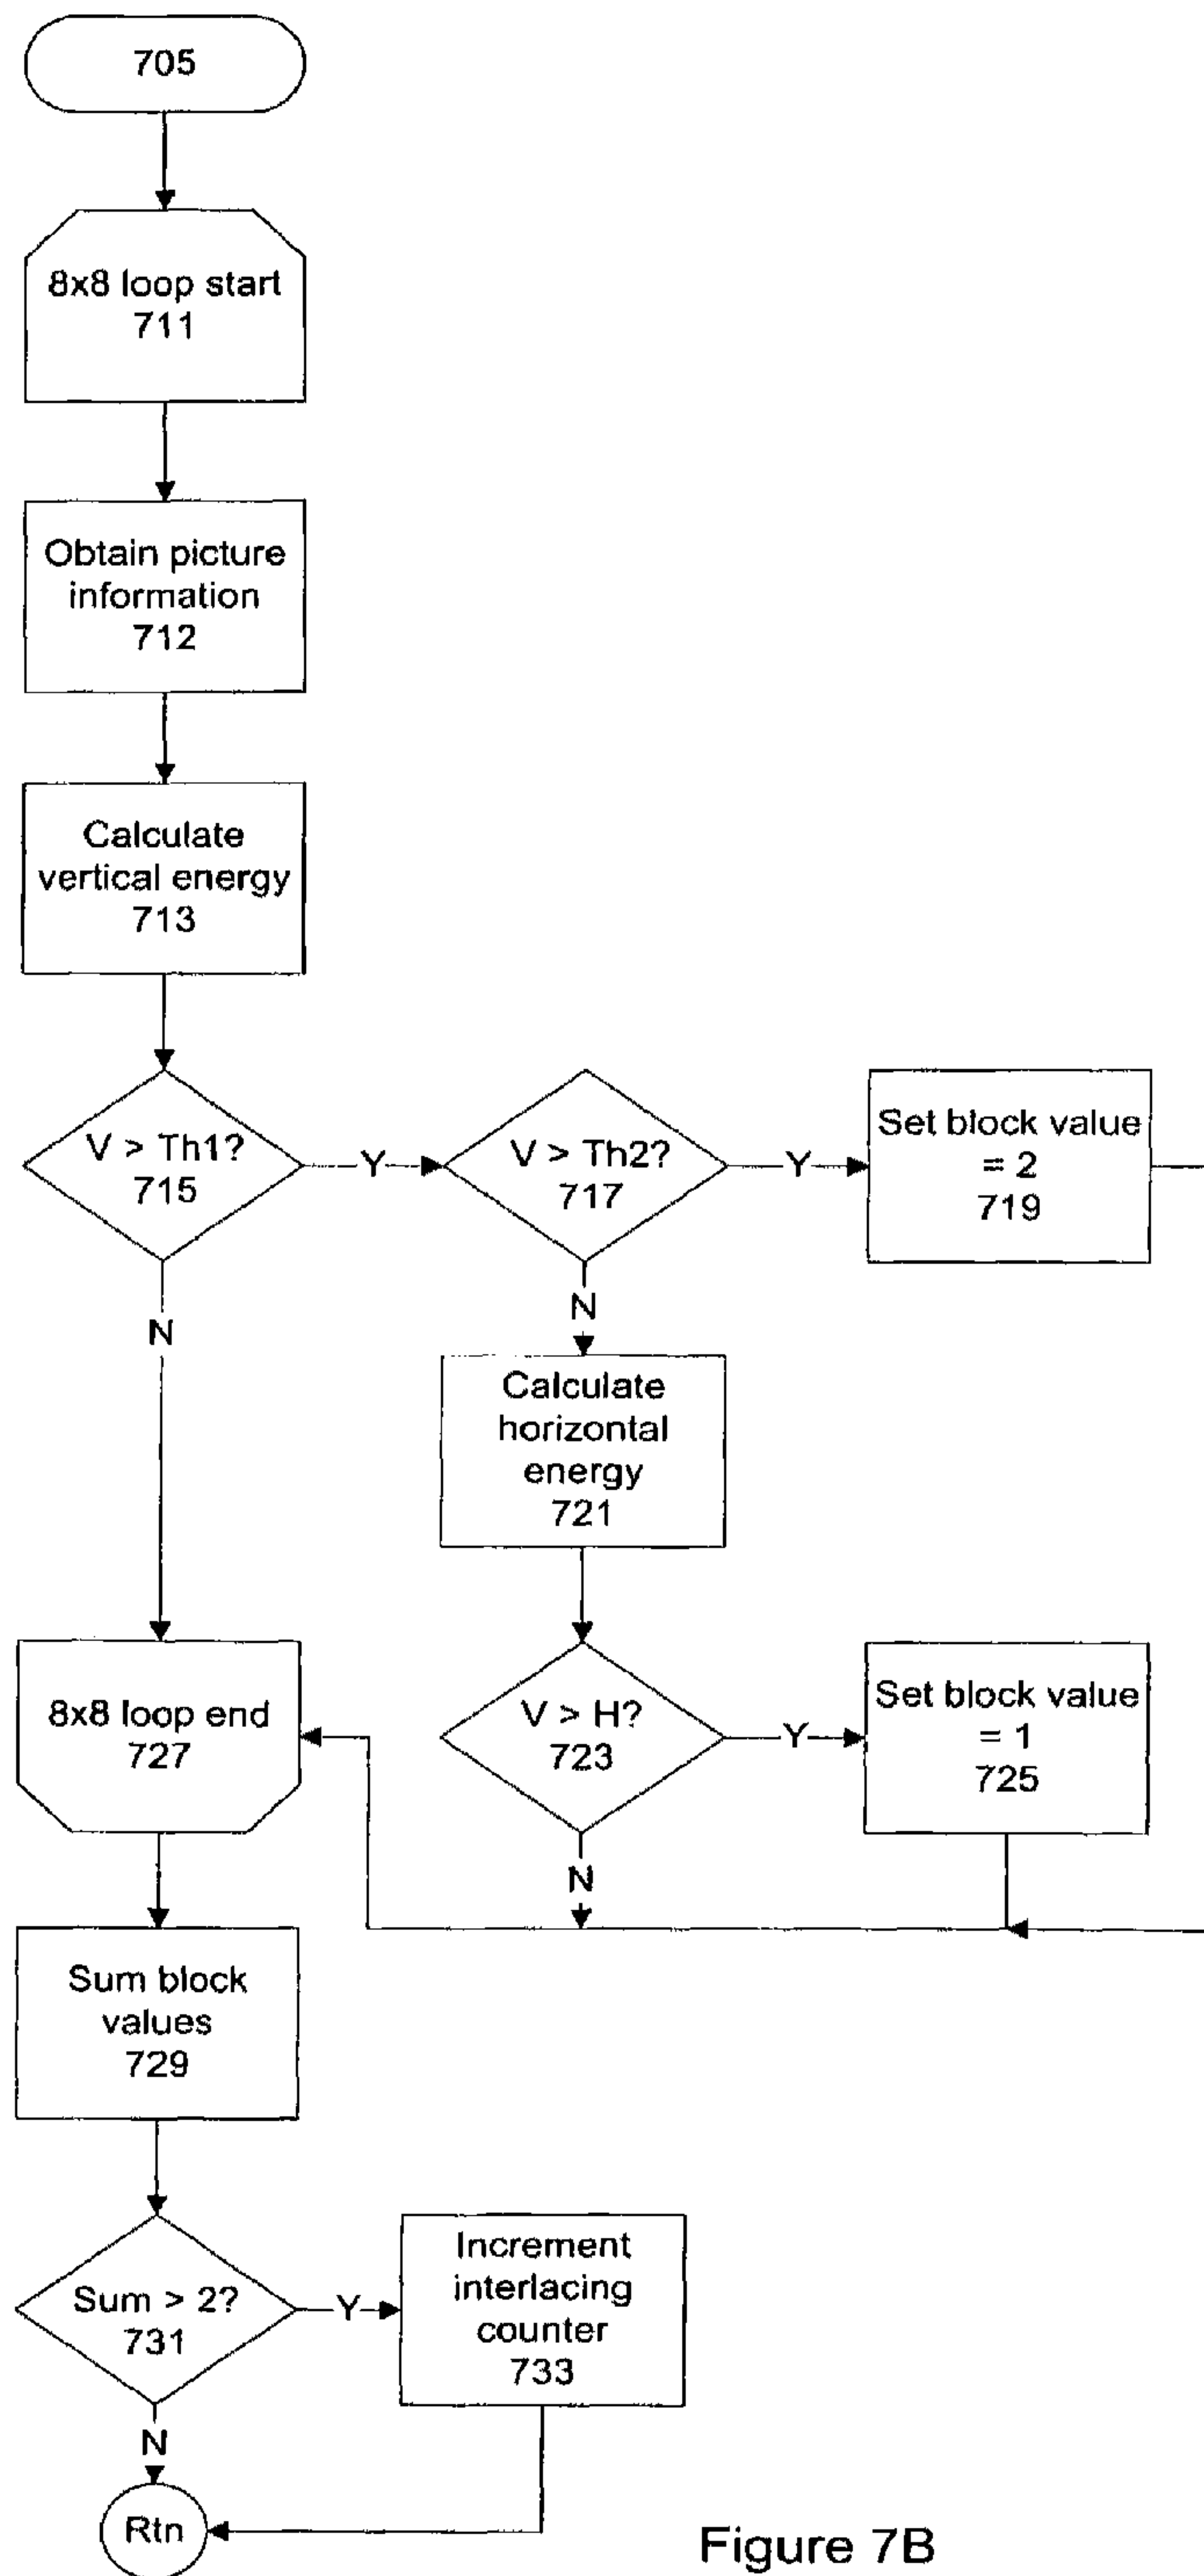 705
8x8 loop start
711
Obtain picture
information
712
Calculate
vertical energy
713
V > Th1?
715
Y
V > Th2?
717
Y
Set block value
= 2
719
N
N
Calculate
horizontal
energy
721
8x8 loop end
727
V > H?
723
Y
Set block value
= 1
725
N
Sum block
values
729
Sum > 2?
731
Y
Increment
interlacing
counter
733
N
Rtn
Figure 7B